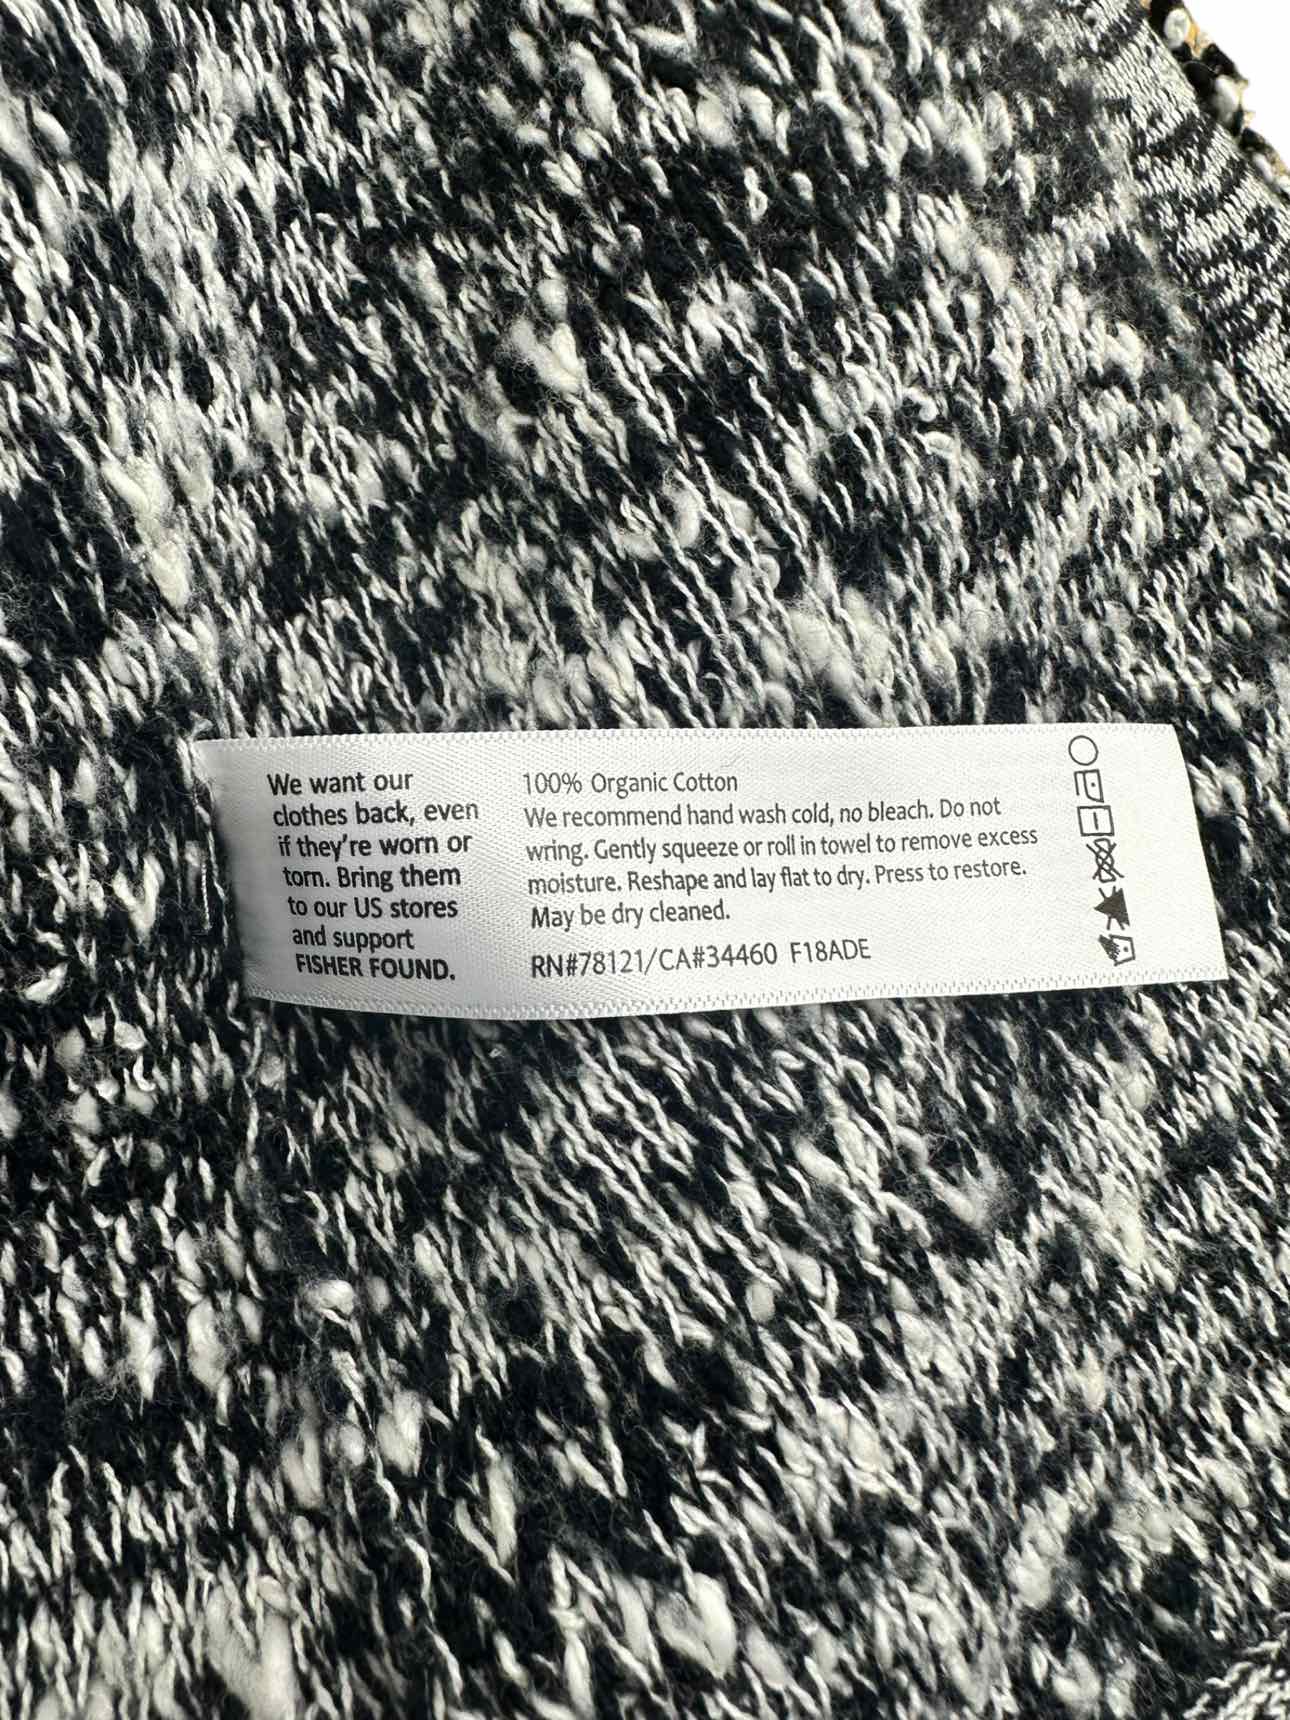 We want our
clothes back, even
if they're worn or
torn. Bring them
to our US stores
and support
FISHER FOUND.
100% Organic Cotton
We recommend hand wash cold, no bleach. Do not
wring. Gently squeeze or roll in towel to remove excess
moisture. Reshape and lay flat to dry. Press to restore.
May be dry cleaned.
RN#78121/CA#34460 F18ADE